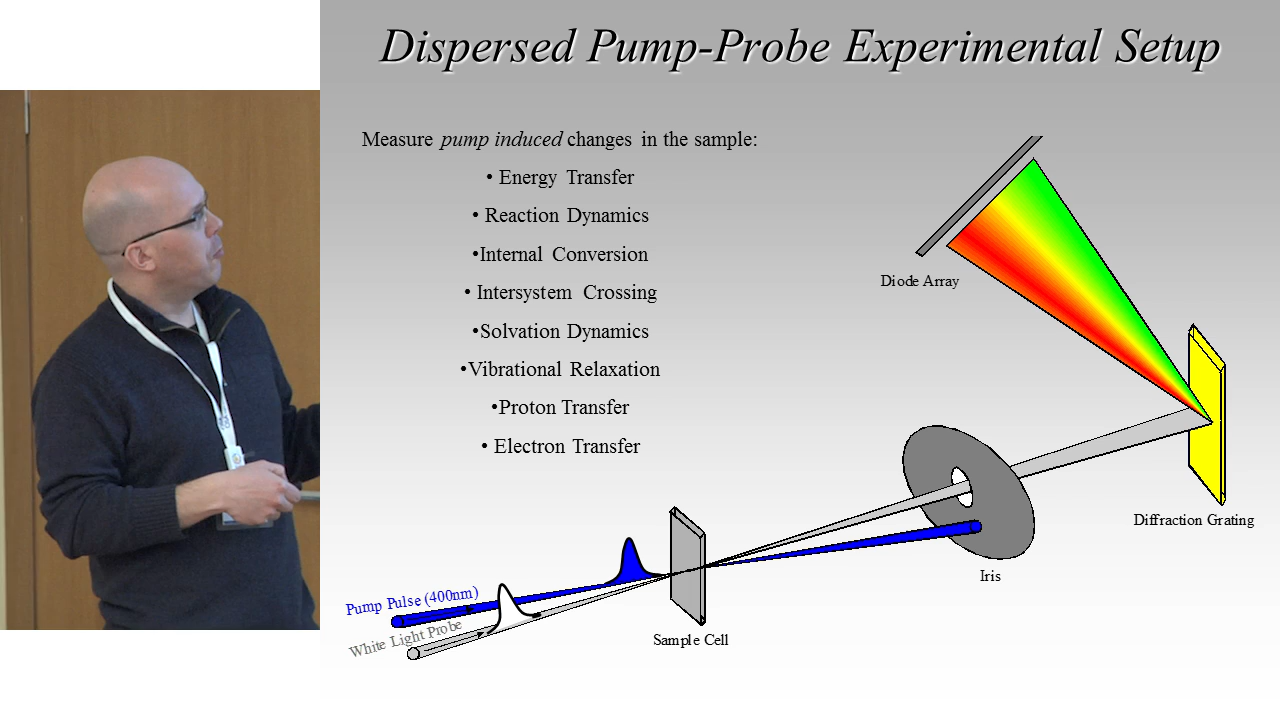 Dispersed Pump-Probe Experimental Setup
Measure pump induced changes in the sample:
• Energy Transfer
• Reaction Dynamics
•Internal Conversion
• Intersystem Crossing
•Solvation Dynamics
•Vibrational Relaxation
•Proton Transfer
• Electron Transfer
Diode Array
Diffraction Grating
Iris
Pump Pulse (400nm)
White Light Probe
Sample Cell